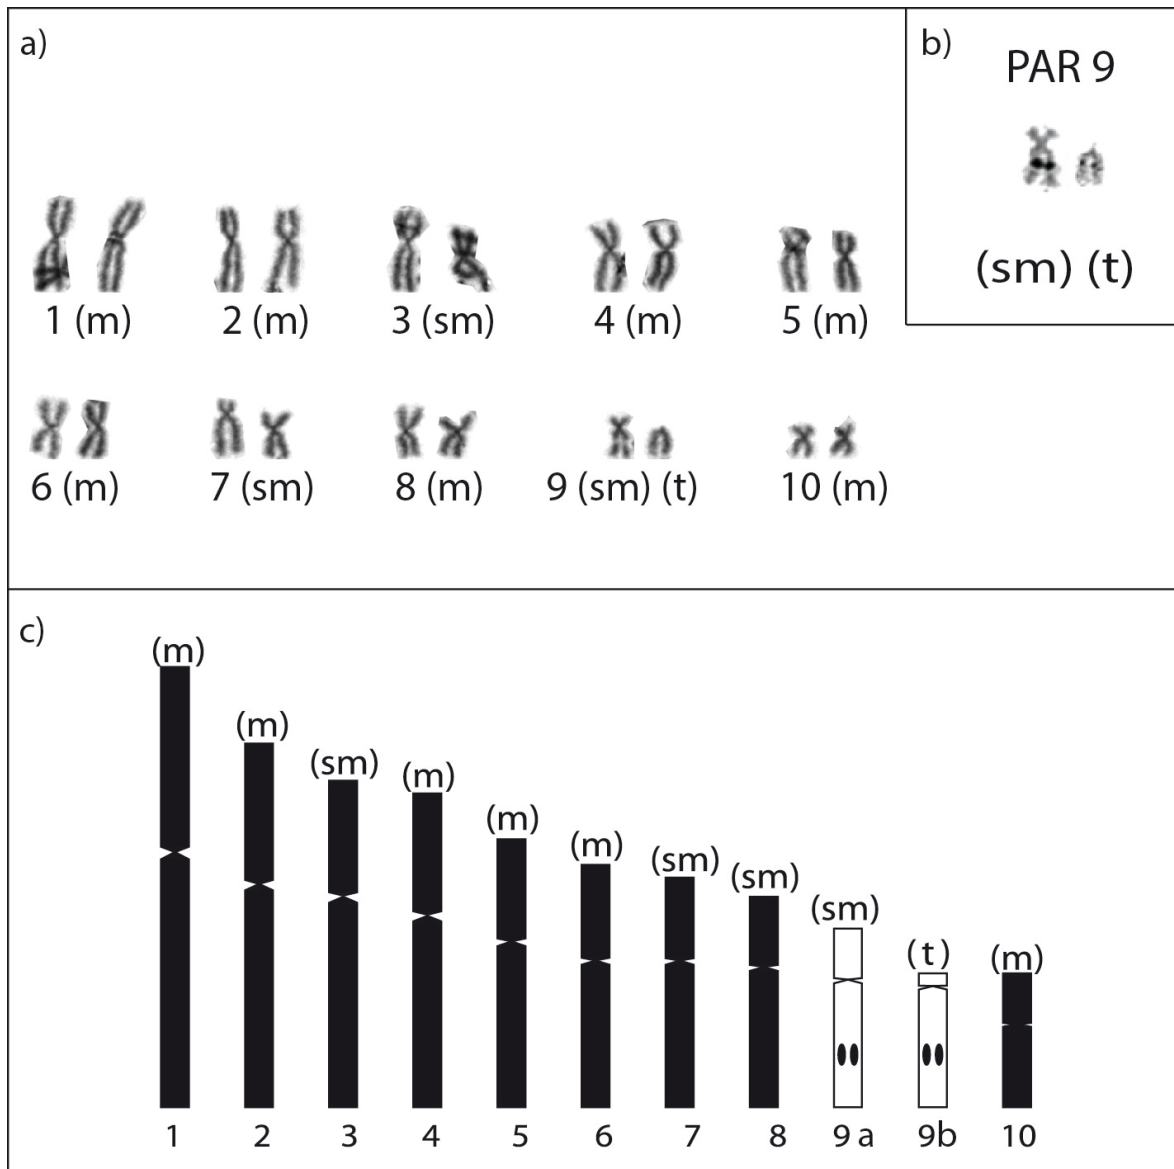 a)
1 (m) 2 (m) 3 (sm) 4 (m) 5 (m)
6 (m) 7 (sm) 8 (m) 9 (sm) (t) 10 (m)
b)
PAR 9
(sm) (t)
c)
(m) (m) (sm) (m) (m) (m) (sm) (sm) (sm) (t) (m)
1 2 3 4 5 6 7 8 9 a 9b 10